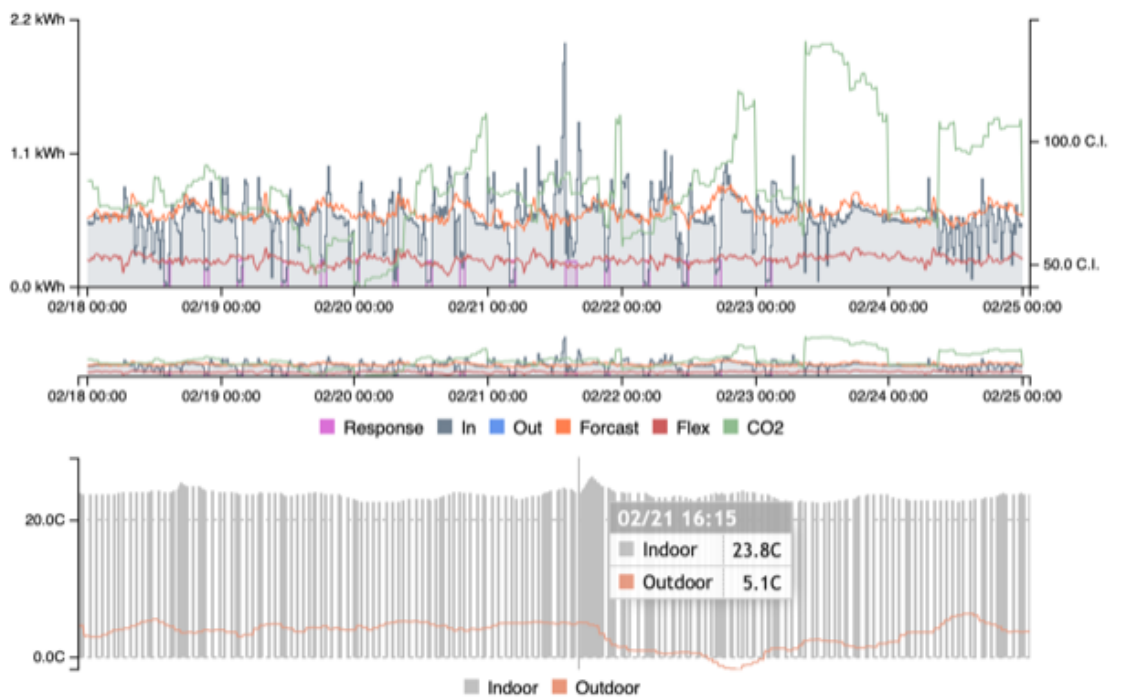 2.2 kWh
1.1 kWh
0.0 kWh
100.0 C.I.
50.0 C.I.
02/18 00:00 02/19 00:00 02/20 00:00 02/21 00:00 02/22 00:00 02/23 00:00 02/24 00:00 02/25 00:00
02/18 00:00 02/19 00:00 02/20 00:00 02/21 00:00 02/22 00:00 02/23 00:00 02/24 00:00 02/25 00:00
Response In Out Forcast Flex CO2
20.0C
02/21 16:15
Indoor 23.8C
Outdoor 5.1C
0.0C
Indoor Outdoor